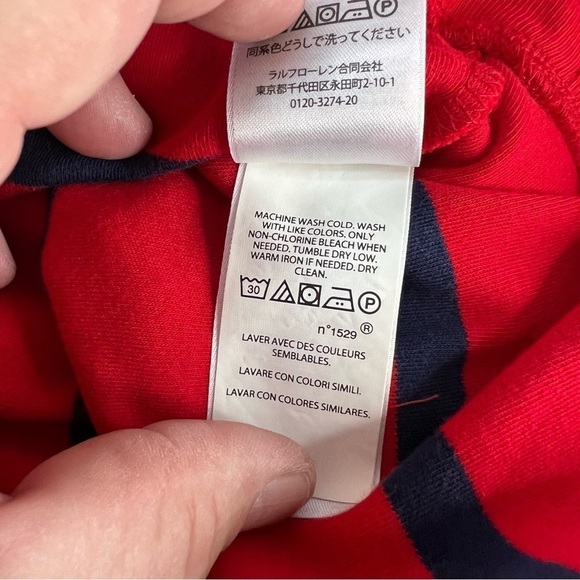 同系色どうしで洗ってください
ラルフローレン合同会社
東京都千代田区永田町2-10-1
0120-3274-20
MACHINE WASH COLD. WASH
WITH LIKE COLORS. ONLY
NON-CHLORINE BLEACH WHEN
NEEDED. TUMBLE DRY LOW.
WARM IRON IF NEEDED. DRY
CLEAN.
30 P
n°1529 ®
LAVER AVEC DES COULEURS
SEMBLABLES.
LAVARE CON COLORI SIMILI.
LAVAR CON COLORES SIMILARES.